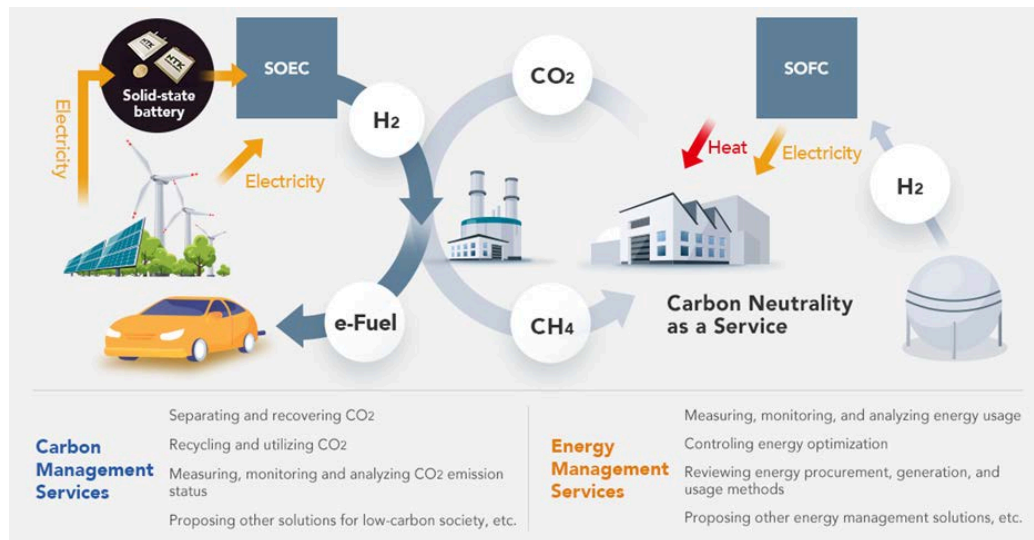 NTK
NTK
Solid-state
battery
SOEC
CO2
SOFC
Electricity
H2
Heat
Electricity
Electricity
H2
e-Fuel
CH4
Carbon Neutrality
as a Service
Carbon
Management
Services
Separating and recovering CO2
Recycling and utilizing CO2
Measuring, monitoring and analyzing CO2 emission
status
Proposing other solutions for low-carbon society, etc.
Energy
Management
Services
Measuring, monitoring, and analyzing energy usage
Controling energy optimization
Reviewing energy procurement, generation, and
usage methods
Proposing other energy management solutions, etc.